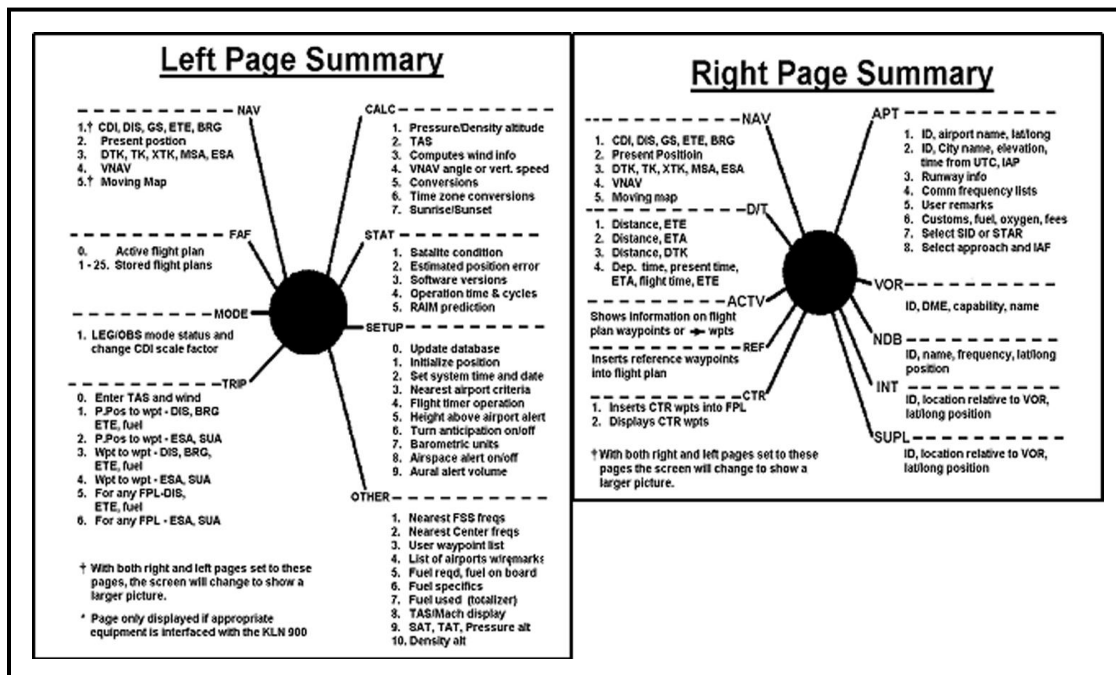 Left Page Summary
NAV
1.† CDI, DIS, GS, ETE, BRG
2. Present postion
3. DTK, TK, XTK, MSA, ESA
4. VNAV
5.† Moving Map
FAF
0. Active flight plan
1 - 25. Stored flight plans
MODE
1. LEG/OBS mode status and
change CDI scale factor
TRIP
0. Enter TAS and wind
1. P.Pos to wpt - DIS, BRG
ETE, fuel
2. P.Pos to wpt - ESA, SUA
3. Wpt to wpt - DIS, BRG,
ETE, fuel
4. Wpt to wpt - ESA, SUA
5. For any FPL-DIS,
ETE, fuel
6. For any FPL - ESA, SUA
† With both right and left pages set to these
pages, the screen will change to show a
larger picture.
* Page only displayed if appropriate
equipment is interfaced with the KLN 900
CALC
1. Pressure/Density altitude
2. TAS
3. Computes wind info
4. VNAV angle or vert. speed
5. Conversions
6. Time zone conversions
7. Sunrise/Sunset
STAT
1. Satalite condition
2. Estimated position error
3. Software versions
4. Operation time & cycles
5. RAIM prediction
SETUP
0. Update database
1. Initialize position
2. Set system time and date
3. Nearest airport criteria
4. Flight timer operation
5. Height above airport alert
6. Turn anticipation on/off
7. Barometric units
8. Airspace alert on/off
9. Aural alert volume
OTHER
1. Nearest FSS freqs
2. Nearest Center freqs
3. User waypoint list
4. List of airports w/remarks
5. Fuel reqd, fuel on board
6. Fuel specifics
7. Fuel used (totalizer)
8. TAS/Mach display
9. SAT, TAT, Pressure alt
10. Density alt
Right Page Summary
NAV
1. CDI, DIS, GS, ETE, BRG
2. Present Positioin
3. DTK, TK, XTK, MSA, ESA
4. VNAV
5. Moving map
D/T
1. Distance, ETE
2. Distance, ETA
3. Distance, DTK
4. Dep. time, present time,
ETA, flight time, ETE
ACTV
Shows information on flight
plan waypoints or wpts
REF
Inserts reference waypoints
into flight plan
CTR
1. Inserts CTR wpts into FPL
2. Displays CTR wpts
† With both right and left pages set to these
pages the screen will change to show a
larger picture.
APT
1. ID, airport name, lat/long
2. ID, City name, elevation,
time from UTC, IAP
3. Runway info
4. Comm frequency lists
5. User remarks
6. Customs, fuel, oxygen, fees
7. Select SID or STAR
8. Select approach and IAF
VOR
ID, DME, capability, name
NDB
ID, name, frequency, lat/long
position
INT
ID, location relative to VOR,
lat/long position
SUPL
ID, location relative to VOR,
lat/long position